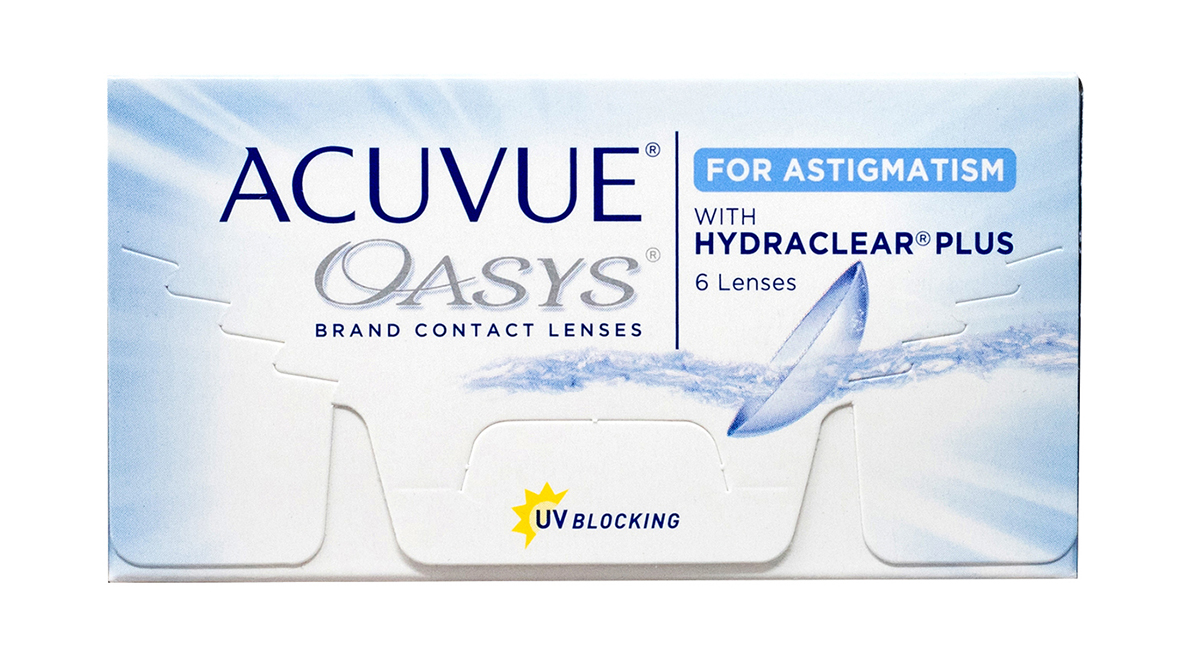 ACUVUE®
OASYS®
BRAND CONTACT LENSES
FOR ASTIGMATISM
WITH
HYDRACLEAR® PLUS
6 Lenses
UV BLOCKING